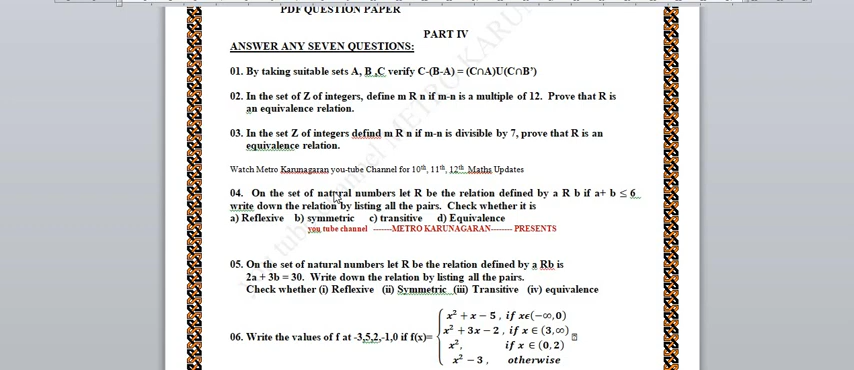 PDF QUESTION PAPER
PART IV
ANSWER ANY SEVEN QUESTIONS:
01. By taking suitable sets A, B ,C verify C-(B-A) = (C∩A)U(C∩B')
02. In the set of Z of integers, define m R n if m-n is a multiple of 12. Prove that R is
an equivalence relation.
03. In the set Z of integers defind m R n if m-n is divisible by 7, prove that R is an
equivalence relation.
Watch Metro Karunagaran you-tube Channel for 10th, 11th, 12th Maths Updates
04. On the set of natural numbers let R be the relation defined by a R b if a+ b ≤ 6
write down the relation by listing all the pairs. Check whether it is
a) Reflexive b) symmetric c) transitive d) Equivalence
you tube channel -------METRO KARUNAGARAN-------- PRESENTS
05. On the set of natural numbers let R be the relation defined by a Rb is
2a + 3b = 30. Write down the relation by listing all the pairs.
Check whether (i) Reflexive (ii) Symmetric (iii) Transitive (iv) equivalence
x² + x − 5 , if xϵ(−∞,0)
x² + 3x − 2 , if x ∈ (3,∞)
06. Write the values of f at -3,5,2,-1,0 if f(x)=
x², if x ∈ (0,2)
x² − 3 , otherwise